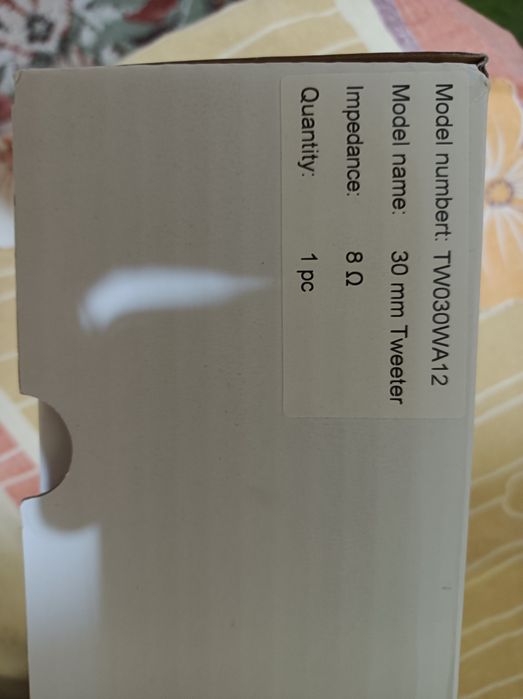 Model numbert: TW030WA12
Model name: 30 mm Tweeter
Impedance: 8 Ω
Quantity: 1 pc